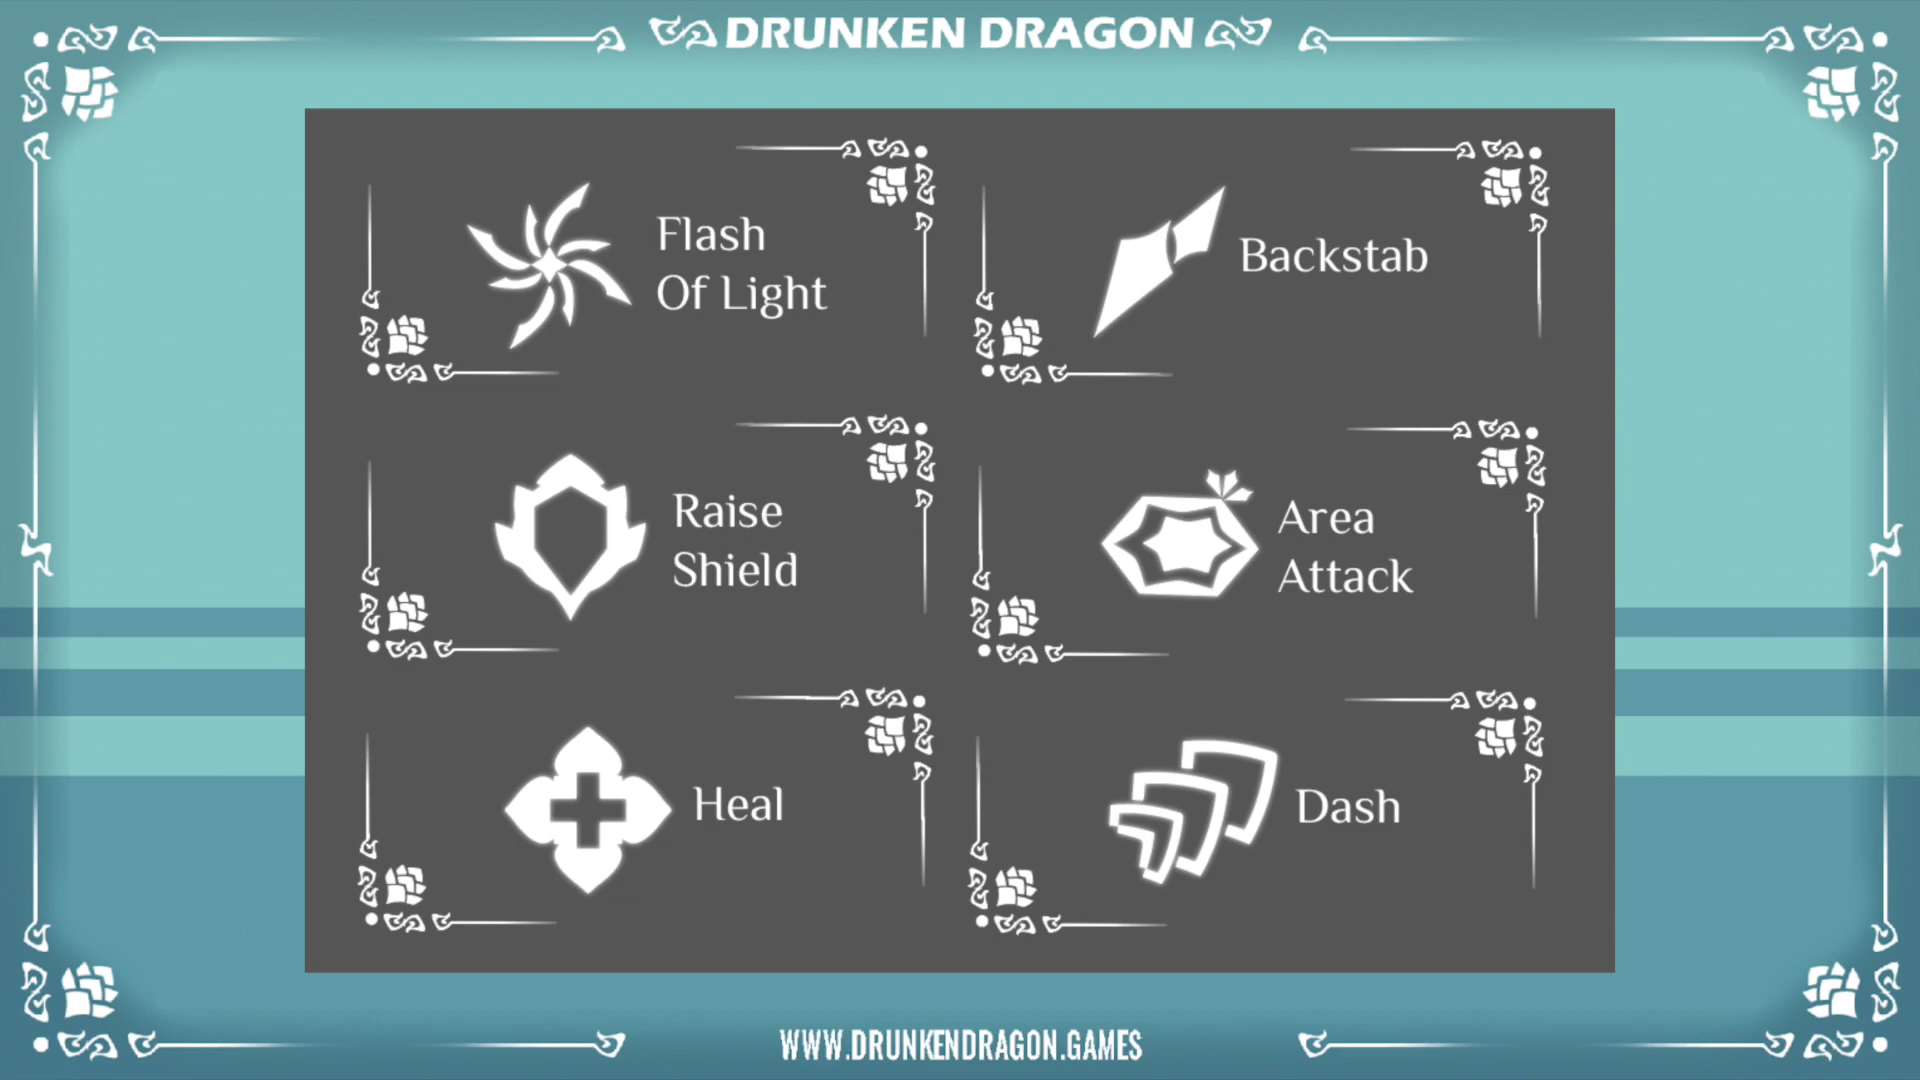 DRUNKEN DRAGON
Flash
Of Light
Backstab
Raise
Shield
Area
Attack
Heal
Dash
WWW.DRUNKENDRAGON.GAMES